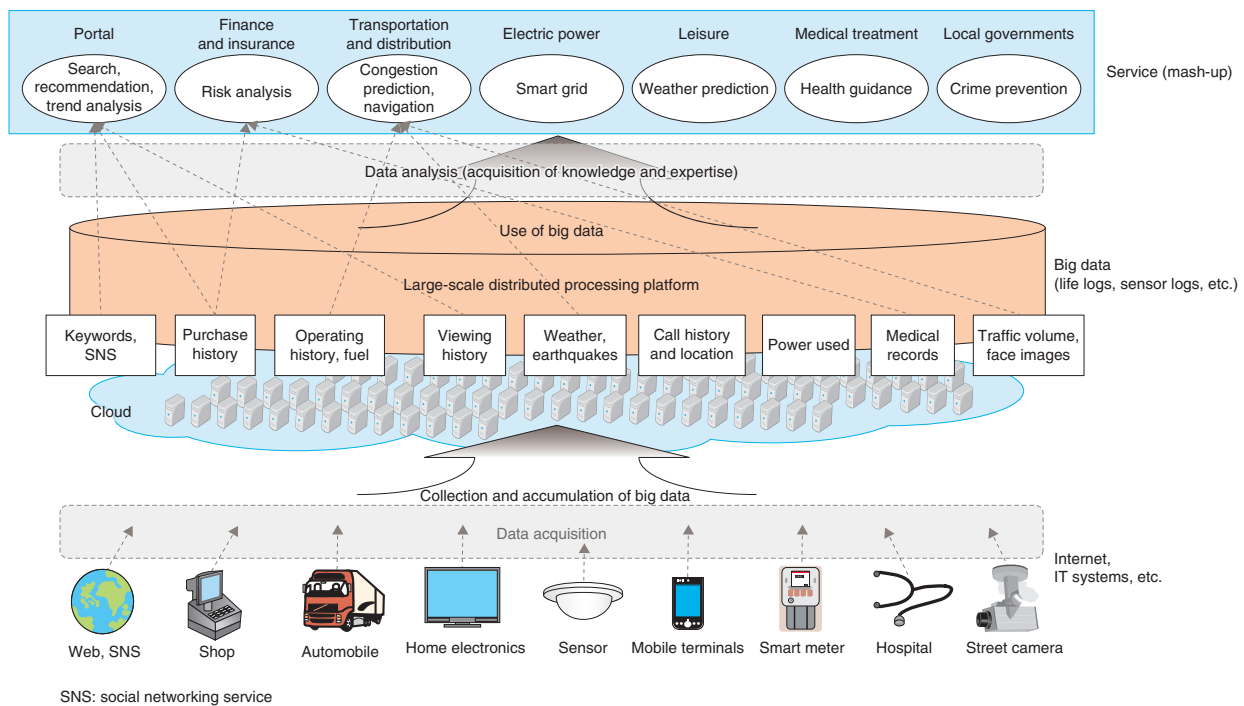 Portal
Finance
and insurance
Transportation
and distribution
Electric power
Leisure
Medical treatment
Local governments
Search,
recommendation,
trend analysis
Risk analysis
Congestion
prediction,
navigation
Smart grid
Weather prediction
Health guidance
Crime prevention
Service (mash-up)
Data analysis (acquisition of knowledge and expertise)
Use of big data
Large-scale distributed processing platform
Big data
(life logs, sensor logs, etc.)
Keywords,
SNS
Purchase
history
Operating
history, fuel
Viewing
history
Weather,
earthquakes
Call history
and location
Power used
Medical
records
Traffic volume,
face images
Cloud
Collection and accumulation of big data
Data acquisition
Internet,
IT systems, etc.
Web, SNS
Shop
Automobile
Home electronics
Sensor
Mobile terminals
Smart meter
Hospital
Street camera
SNS: social networking service